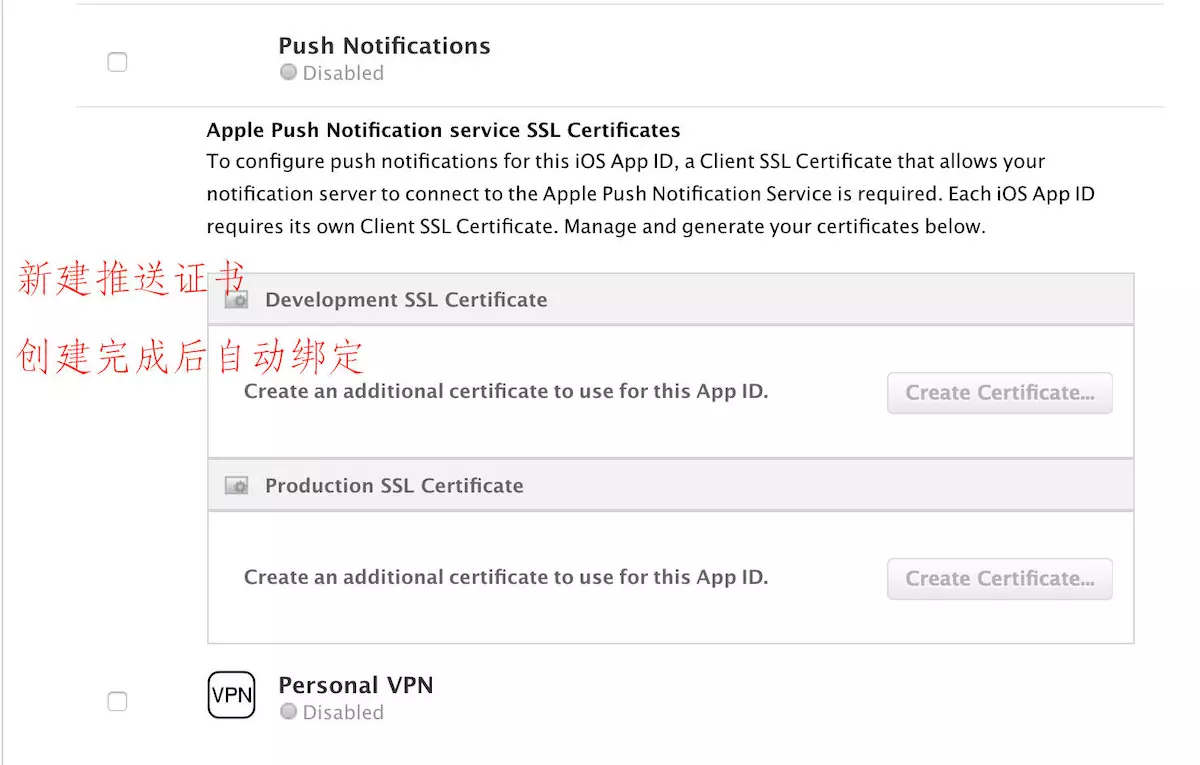 Push Notifications
Disabled
Apple Push Notification service SSL Certificates
To configure push notifications for this iOS App ID, a Client SSL Certificate that allows your
notification server to connect to the Apple Push Notification Service is required. Each iOS App ID
requires its own Client SSL Certificate. Manage and generate your certificates below.
新建推送证书
Development SSL Certificate
创建完成后自动绑定
Create an additional certificate to use for this App ID.
Create Certificate...
Production SSL Certificate
Create an additional certificate to use for this App ID.
Create Certificate...
VPN
Personal VPN
Disabled